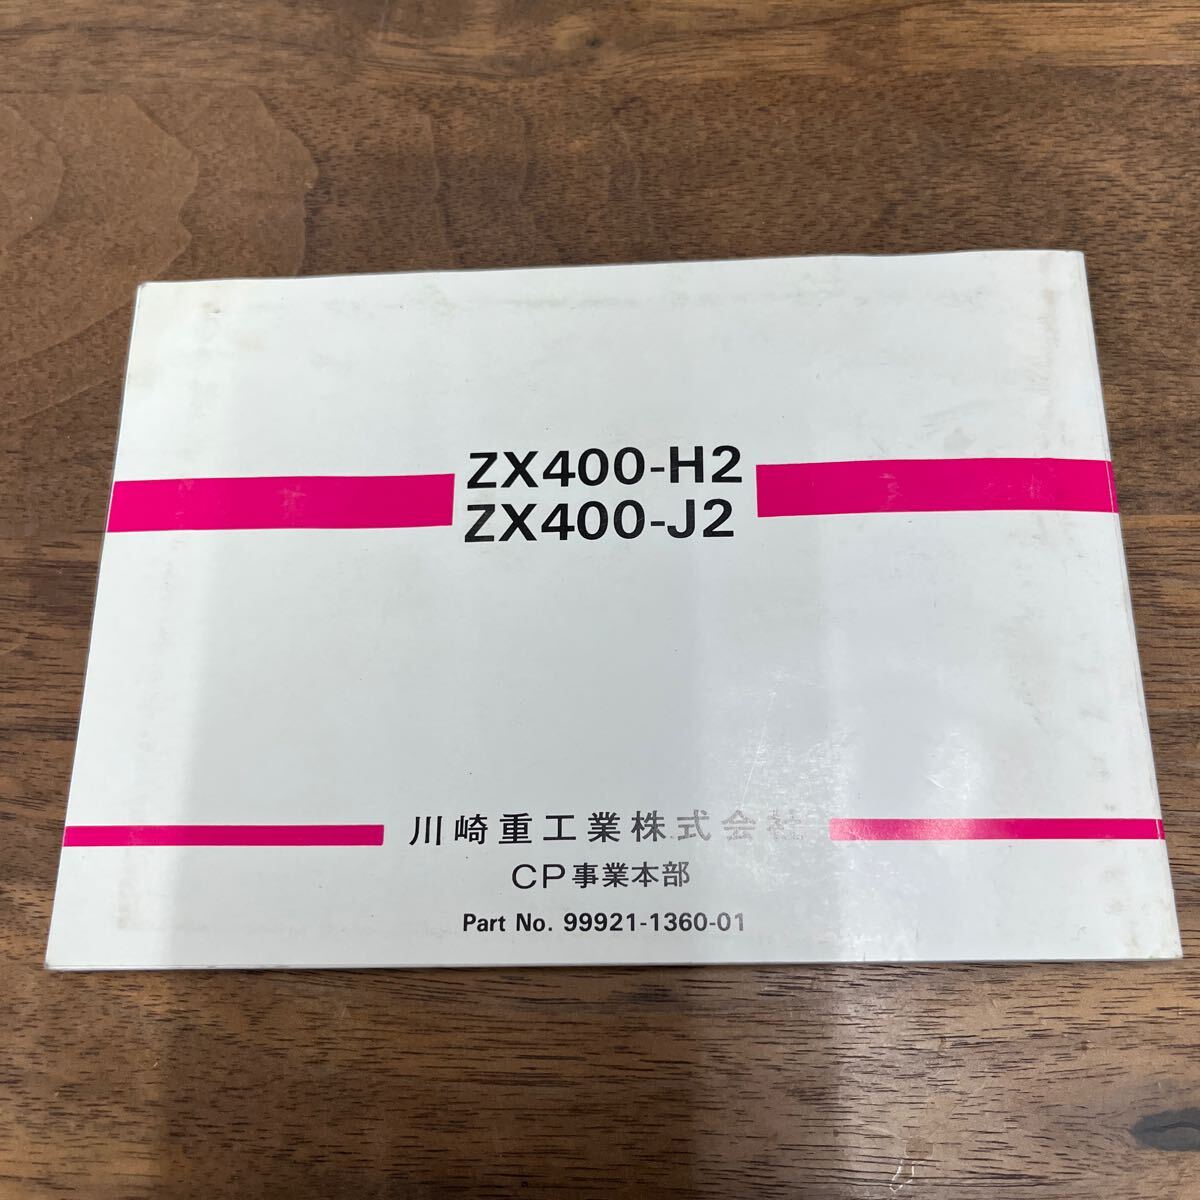 ZX400-H2
ZX400-J2
川崎重工業株式会社
CP事業本部
Part No. 99921-1360-01